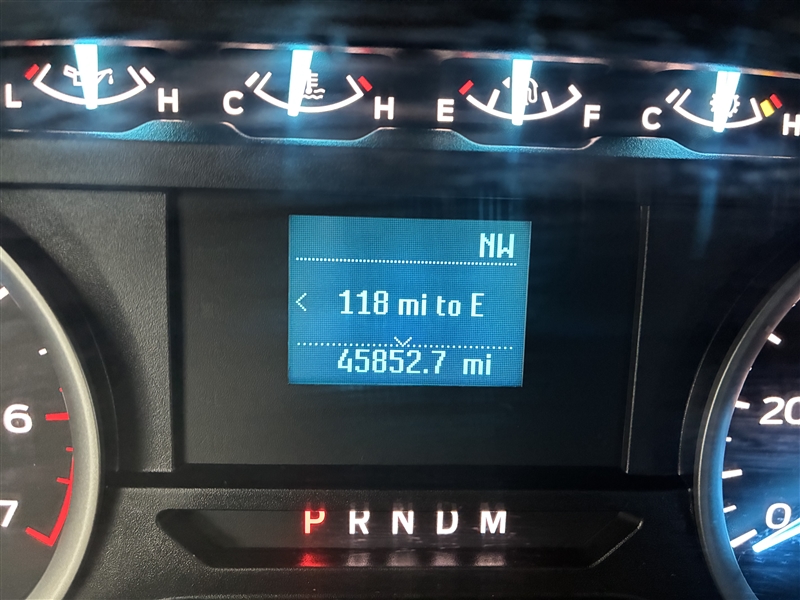 L H C H E F C H
NW
< 118 mi to E
45852.7 mi
6
7
20
0
P R N D M